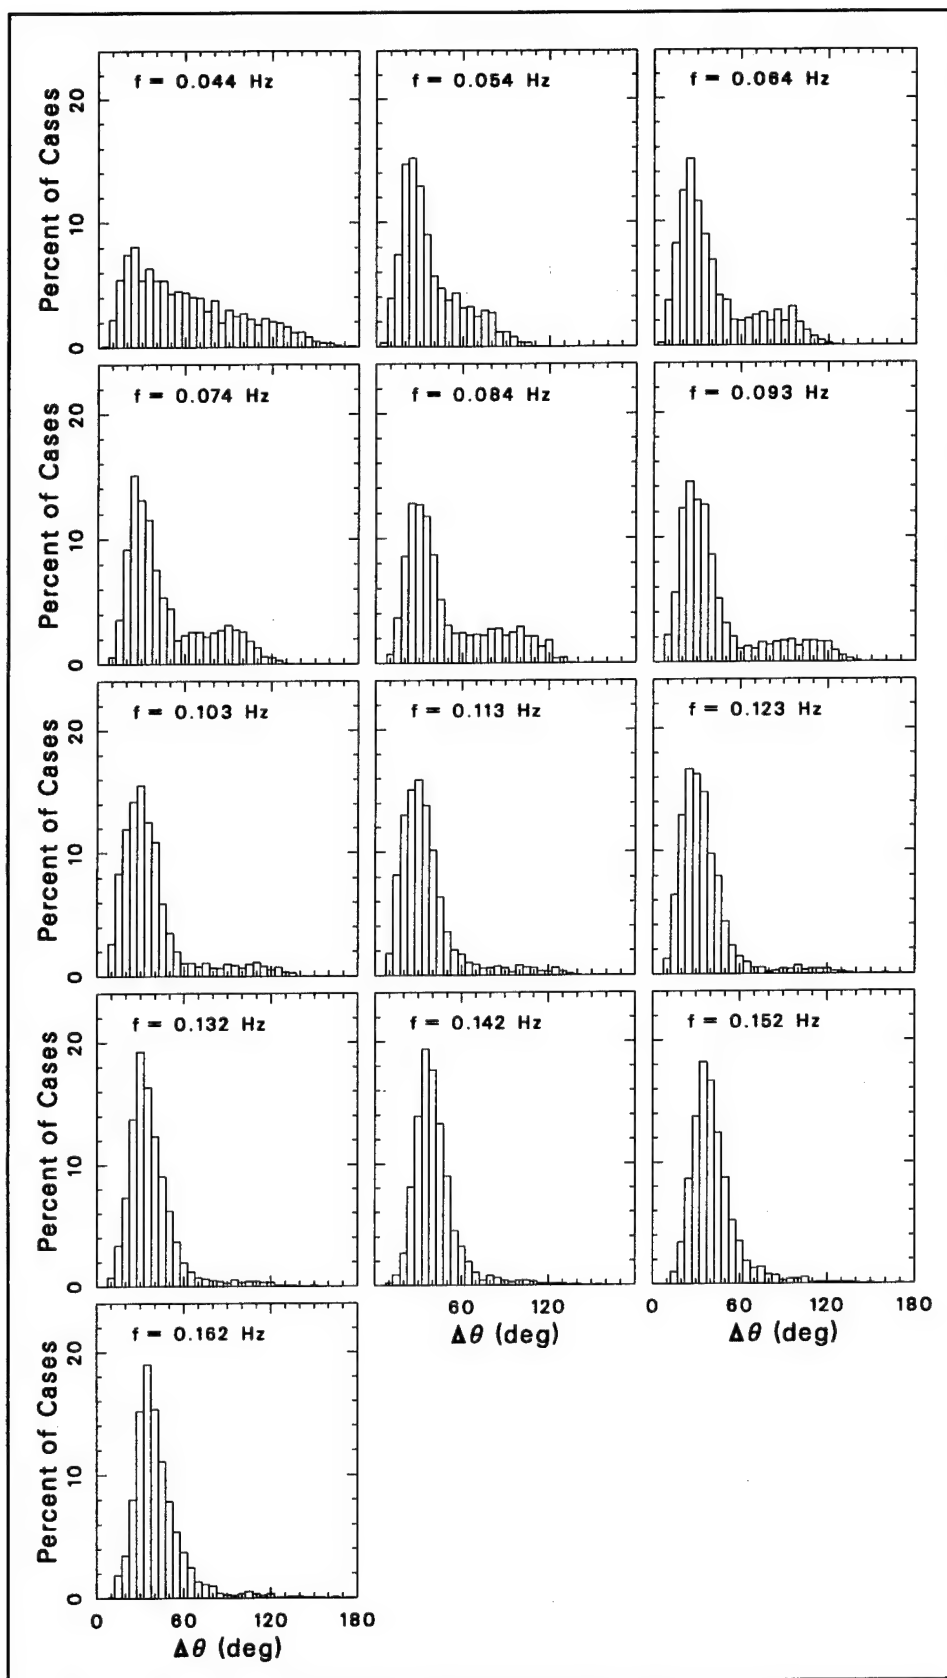 f = 0.044 Hz
f = 0.054 Hz
f = 0.064 Hz
Percent of Cases
20
10
0
f = 0.074 Hz
f = 0.084 Hz
f = 0.093 Hz
Percent of Cases
20
10
0
f = 0.103 Hz
f = 0.113 Hz
f = 0.123 Hz
Percent of Cases
20
10
0
f = 0.132 Hz
f = 0.142 Hz
f = 0.152 Hz
Percent of Cases
20
10
0
60 120
Δθ (deg)
0 60 120 180
Δθ (deg)
f = 0.162 Hz
Percent of Cases
20
10
0
0 60 120 180
Δθ (deg)